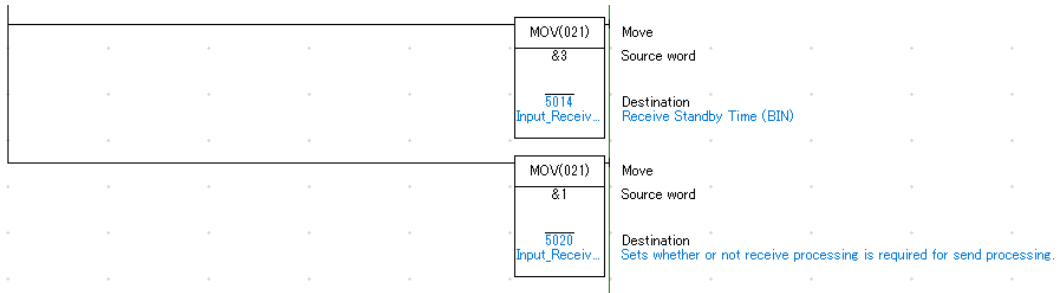 MOV(021) Move
&3 Source word
5014 Destination
Input_Receiv... Receive Standby Time (BIN)
MOV(021) Move
&1 Source word
5020 Destination
Input_Receiv... Sets whether or not receive processing is required for send processing.